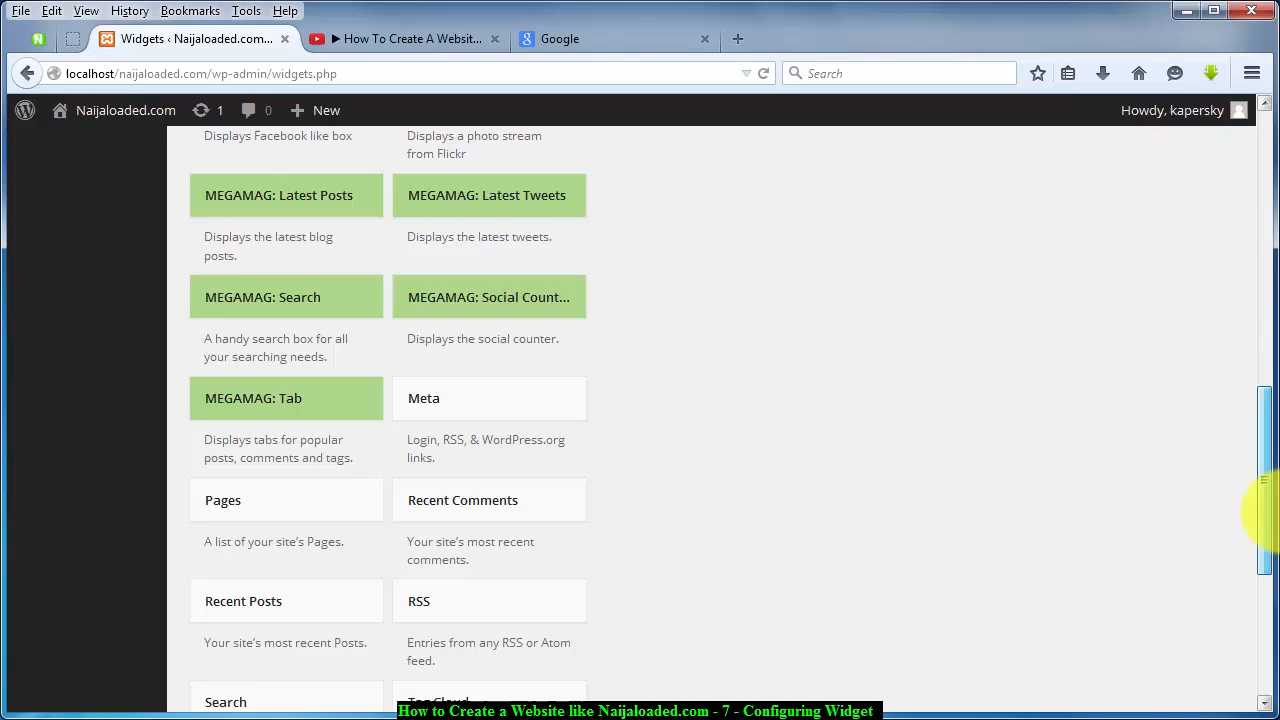 File Edit View History Bookmarks Tools Help
Widgets ‹ Naijaloaded.com... × ▶ How To Create A Websit... × Google × +
localhost/naijaloaded.com/wp-admin/widgets.php Search
Naijaloaded.com 1 0 New Howdy, kapersky
Displays Facebook like box Displays a photo stream
from Flickr
MEGAMAG: Latest Posts MEGAMAG: Latest Tweets
Displays the latest blog Displays the latest tweets.
posts.
MEGAMAG: Search MEGAMAG: Social Count...
A handy search box for all Displays the social counter.
your searching needs.
MEGAMAG: Tab Meta
Displays tabs for popular Login, RSS, & WordPress.org
posts, comments and tags. links.
Pages Recent Comments
A list of your site's Pages. Your site's most recent
comments.
Recent Posts RSS
Your site's most recent Posts. Entries from any RSS or Atom
feed.
Search Tag Cloud
How to Create a Website like Naijaloaded.com - 7 - Configuring Widget